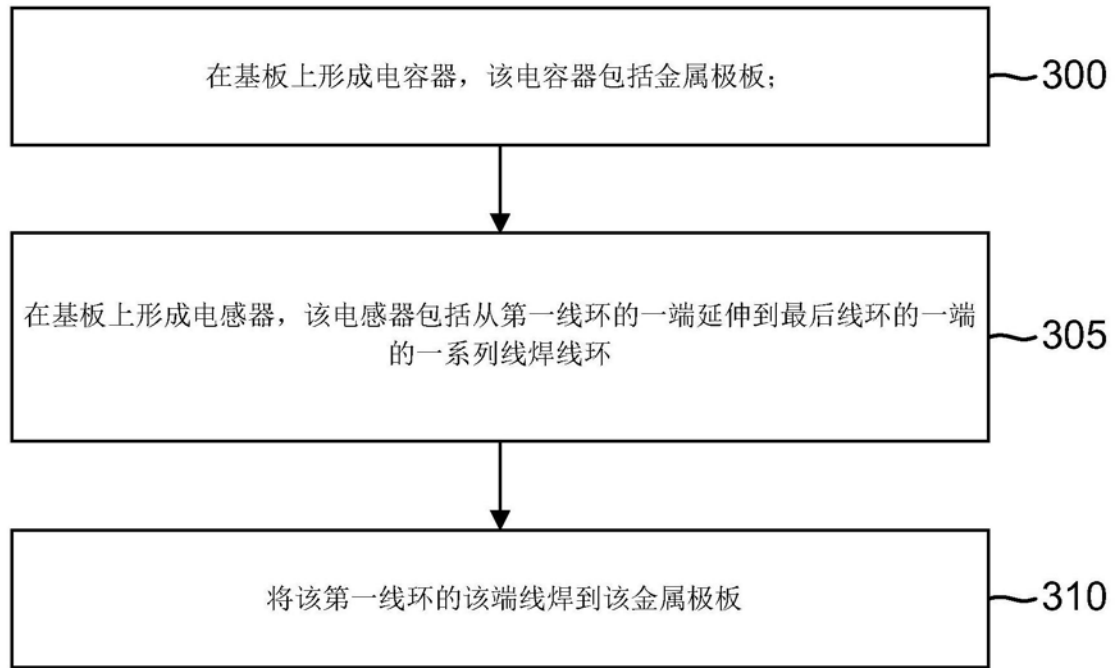 在基板上形成电容器，该电容器包括金属极板；
300
在基板上形成电感器，该电感器包括从第一线环的一端延伸到最后线环的一端
的一系列线焊线环
305
将该第一线环的该端线焊到该金属极板
310